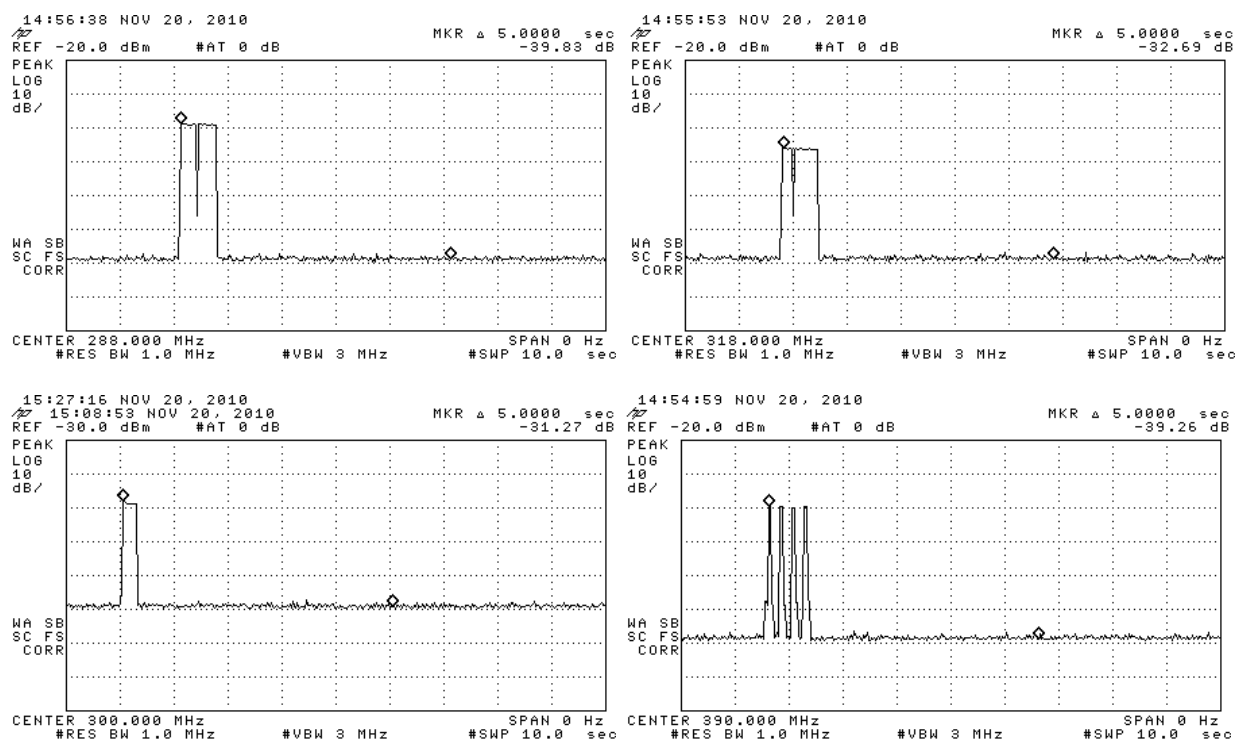 14:56:38 NOV 20, 2010
hp
MKR Δ 5.0000 sec
REF -20.0 dBm #AT 0 dB -39.83 dB
PEAK
LOG
10
dB/
WA SB
SC FS
CORR
CENTER 288.000 MHz SPAN 0 Hz
#RES BW 1.0 MHz #VBW 3 MHz #SWP 10.0 sec
14:55:53 NOV 20, 2010
hp
MKR Δ 5.0000 sec
REF -20.0 dBm #AT 0 dB -32.69 dB
PEAK
LOG
10
dB/
WA SB
SC FS
CORR
CENTER 318.000 MHz SPAN 0 Hz
#RES BW 1.0 MHz #VBW 3 MHz #SWP 10.0 sec
15:27:16 NOV 20, 2010
hp 15:08:53 NOV 20, 2010 MKR Δ 5.0000 sec
REF -30.0 dBm #AT 0 dB -31.27 dB
PEAK
LOG
10
dB/
WA SB
SC FS
CORR
CENTER 300.000 MHz SPAN 0 Hz
#RES BW 1.0 MHz #VBW 3 MHz #SWP 10.0 sec
14:54:59 NOV 20, 2010
hp
MKR Δ 5.0000 sec
REF -20.0 dBm #AT 0 dB -39.26 dB
PEAK
LOG
10
dB/
WA SB
SC FS
CORR
CENTER 390.000 MHz SPAN 0 Hz
#RES BW 1.0 MHz #VBW 3 MHz #SWP 10.0 sec